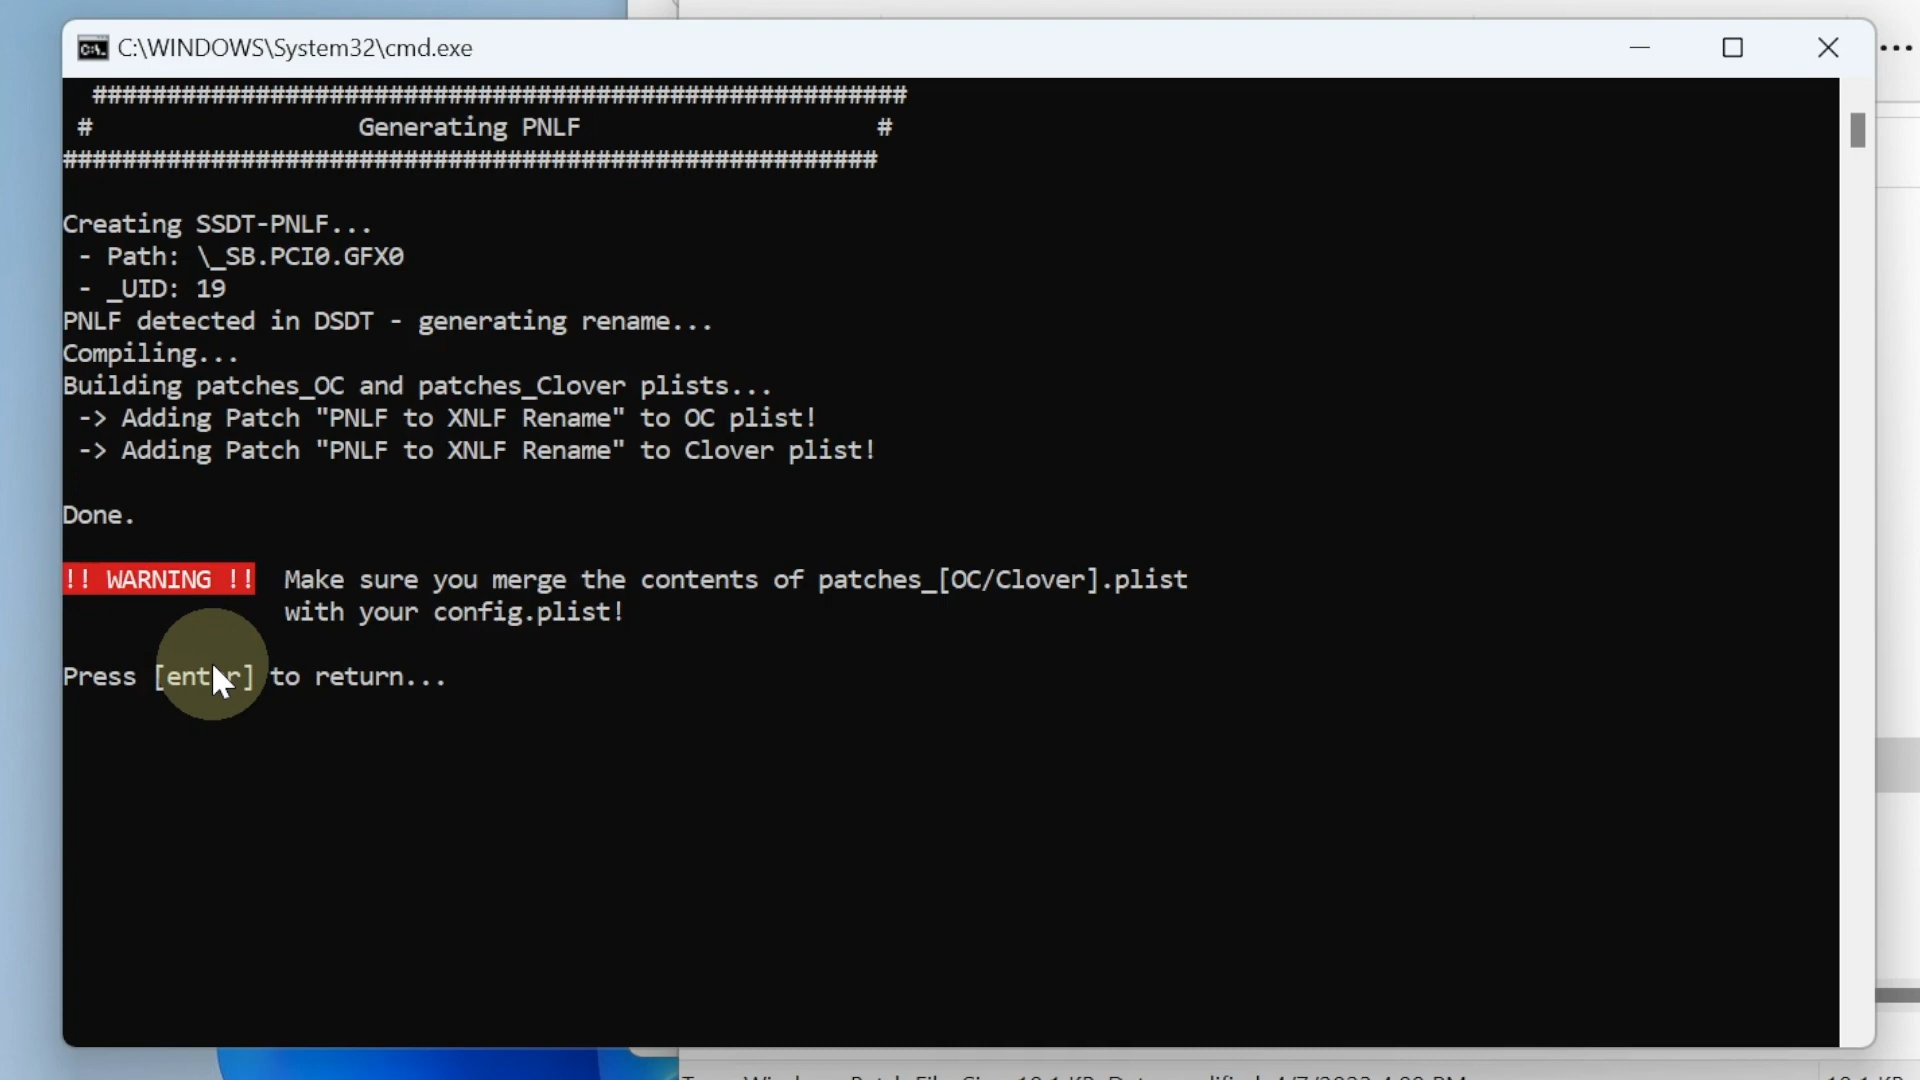 C:\WINDOWS\System32\cmd.exe
#######################################################
# Generating PNLF #
#######################################################
Creating SSDT-PNLF...
- Path: \_SB.PCI0.GFX0
- _UID: 19
PNLF detected in DSDT - generating rename...
Compiling...
Building patches_OC and patches_Clover plists...
-> Adding Patch "PNLF to XNLF Rename" to OC plist!
-> Adding Patch "PNLF to XNLF Rename" to Clover plist!
Done.
!! WARNING !! Make sure you merge the contents of patches_[OC/Clover].plist
with your config.plist!
Press [enter] to return...